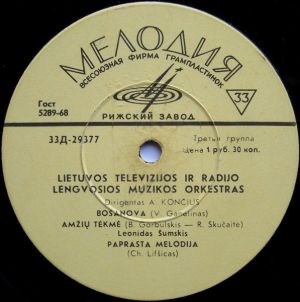 МЕЛОДИЯ
ВСЕСОЮЗНАЯ ФИРМА ГРАМПЛАСТИНОК
33
Гост
5289-68
РИЖСКИЙ ЗАВОД
33Д-29377
Третья группа
Цена 1 руб. 30 коп.
LIETUVOS TELEVIZIJOS IR RADIJO
LENGVOSIOS MUZIKOS ORKESTRAS
Dirigentas A. KONČIUS
BOSANOVA (V. Ganelinas)
AMŽIŲ TĖKMĖ (B. Gorbulskis — R. Skučaitė)
Leonidas Šumskis
PAPRASTA MELODIJA
(Ch. Lifšicas)